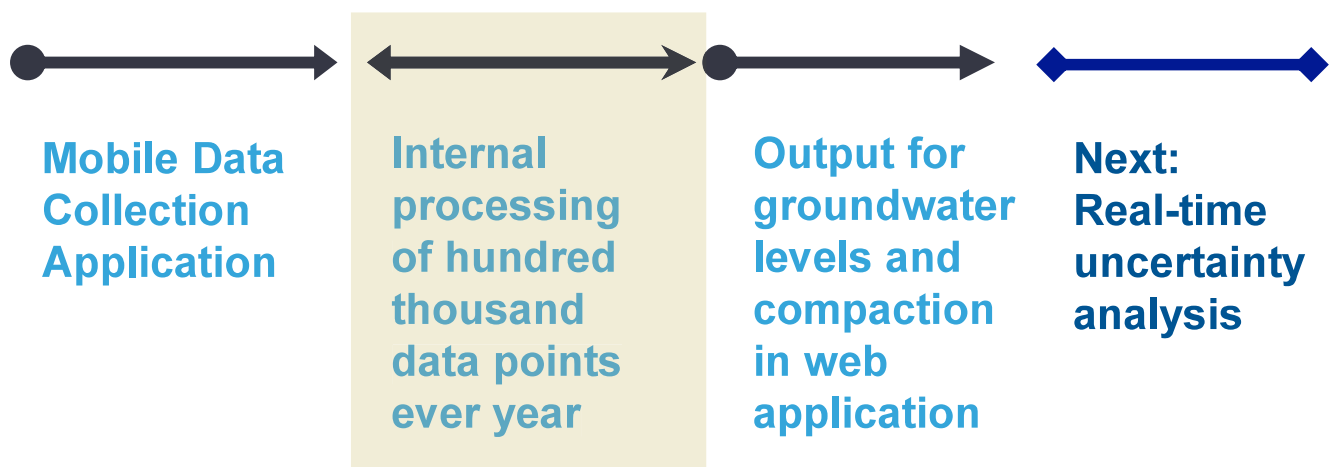 Mobile Data
Collection
Application
Internal
processing
of hundred
thousand
data points
ever year
Output for
groundwater
levels and
compaction
in web
application
Next:
Real-time
uncertainty
analysis